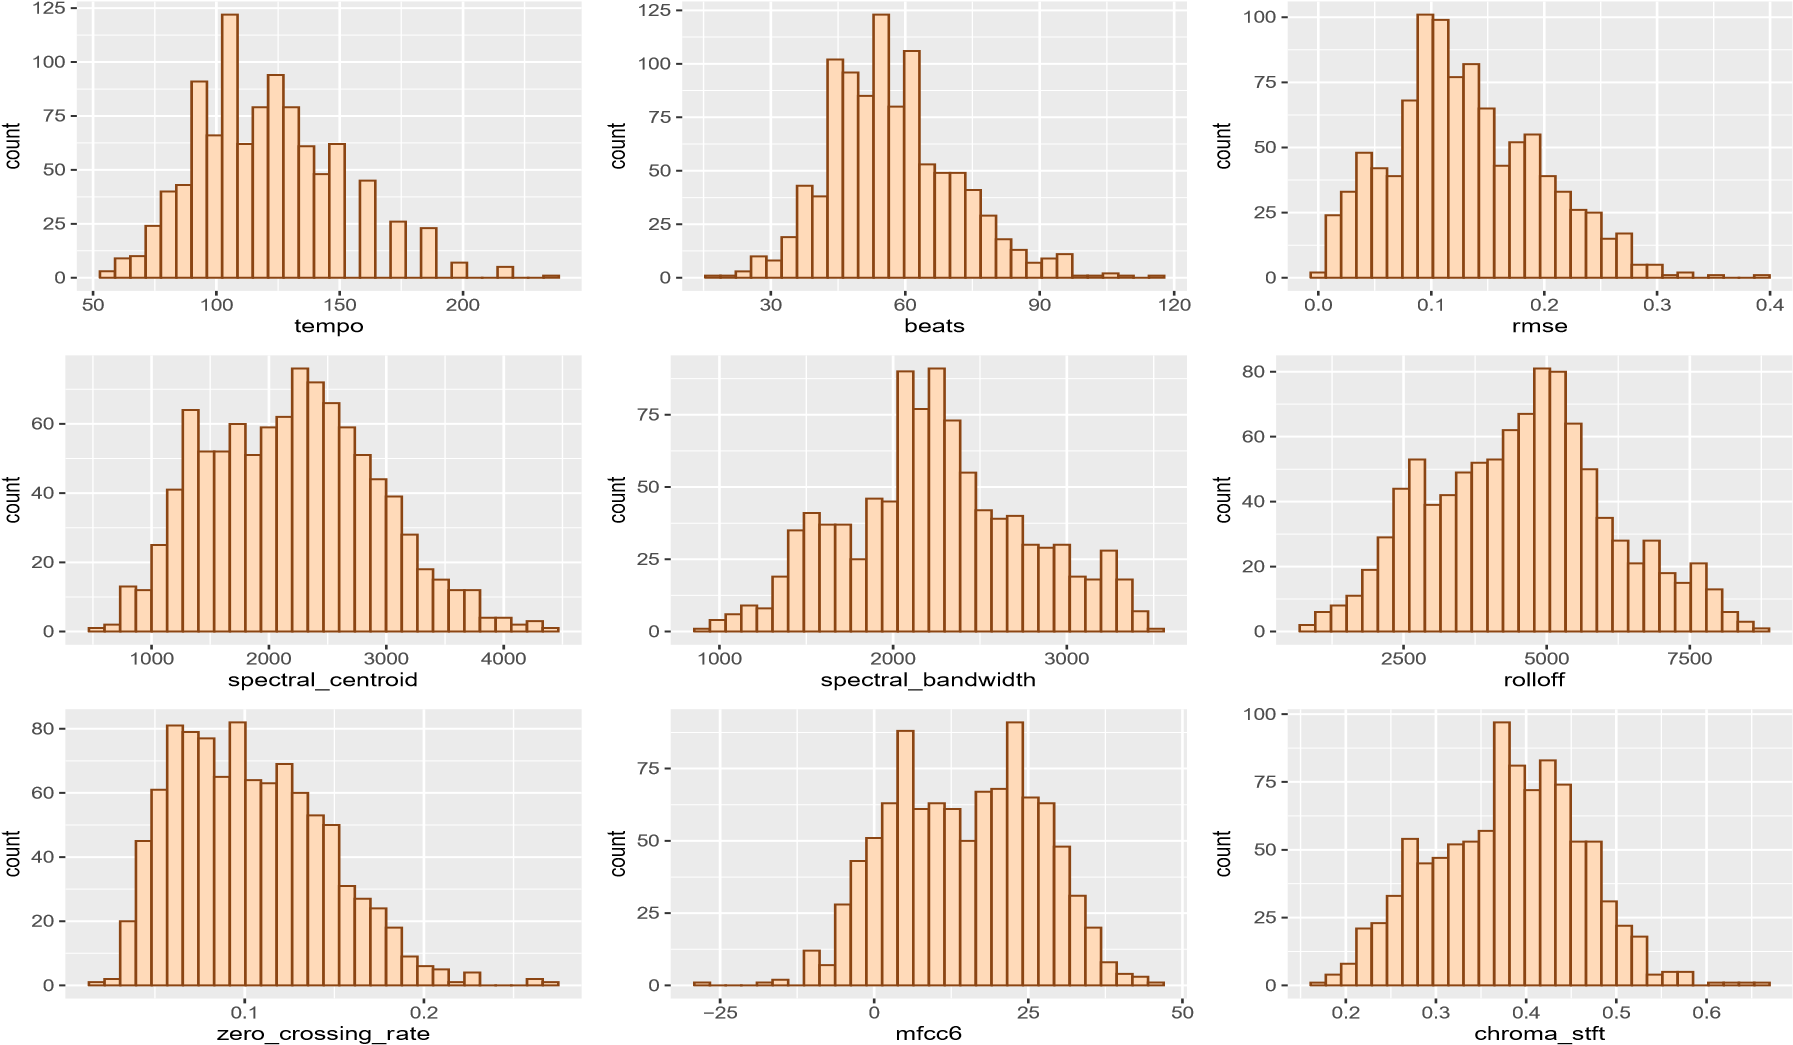 125
100
75
50
25
0
count
50 100 150 200
tempo
125
100
75
50
25
0
count
30 60 90 120
beats
100
75
50
25
0
count
0.0 0.1 0.2 0.3 0.4
rmse
60
40
20
0
count
1000 2000 3000 4000
spectral_centroid
75
50
25
0
count
1000 2000 3000
spectral_bandwidth
80
60
40
20
0
count
2500 5000 7500
rolloff
80
60
40
20
0
count
0.1 0.2
zero_crossing_rate
75
50
25
0
count
−25 0 25 50
mfcc6
100
75
50
25
0
count
0.2 0.3 0.4 0.5 0.6
chroma_stft